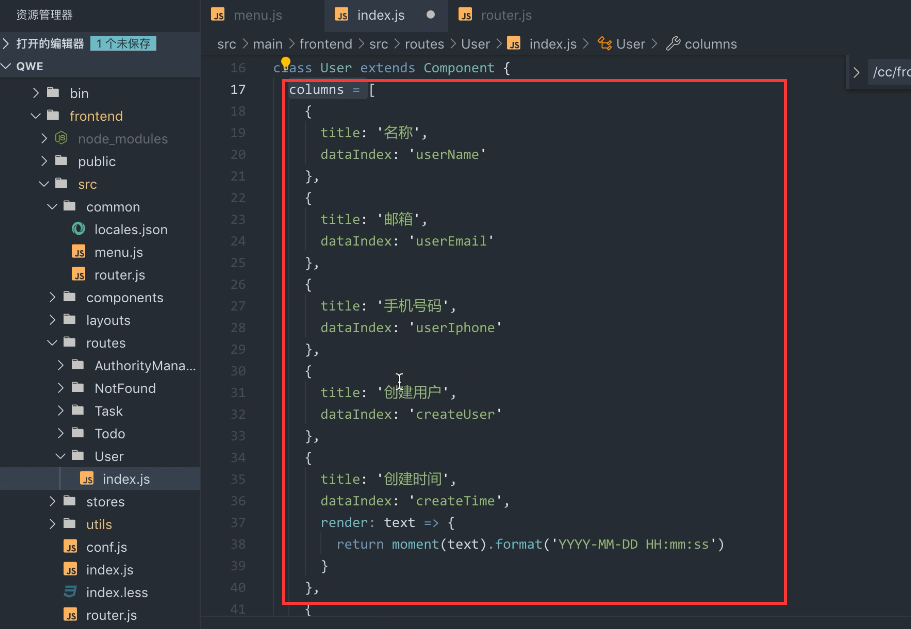 资源管理器
打开的编辑器 1 个未保存
QWE
bin
frontend
node_modules
public
src
common
locales.json
menu.js
router.js
components
layouts
routes
AuthorityMana...
NotFound
Task
Todo
User
index.js
stores
utils
conf.js
index.js
index.less
router.js
JS menu.js JS index.js ● JS router.js
src > main > frontend > src > routes > User > JS index.js > User > columns
/cc/fro
16 class User extends Component {
17 columns = [
18 {
19 title: '名称',
20 dataIndex: 'userName'
21 },
22 {
23 title: '邮箱',
24 dataIndex: 'userEmail'
25 },
26 {
27 title: '手机号码',
28 dataIndex: 'userIphone'
29 },
30 {
31 title: '创建用户',
32 dataIndex: 'createUser'
33 },
34 {
35 title: '创建时间',
36 dataIndex: 'createTime',
37 render: text => {
38 return moment(text).format('YYYY-MM-DD HH:mm:ss')
39 }
40 },
41 {